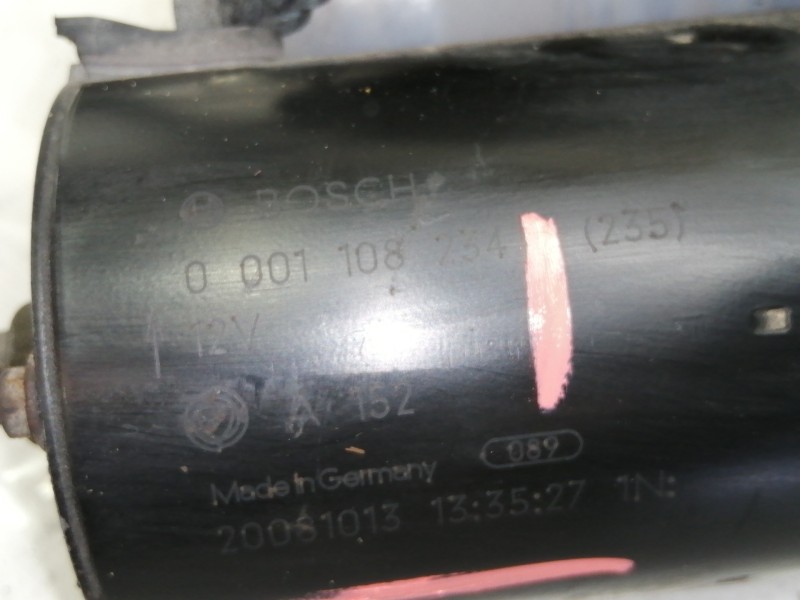 BOSCH
0 001 108 234 (235)
12V
A 152
089
Made in Germany
20081013 13:35:27 1N: